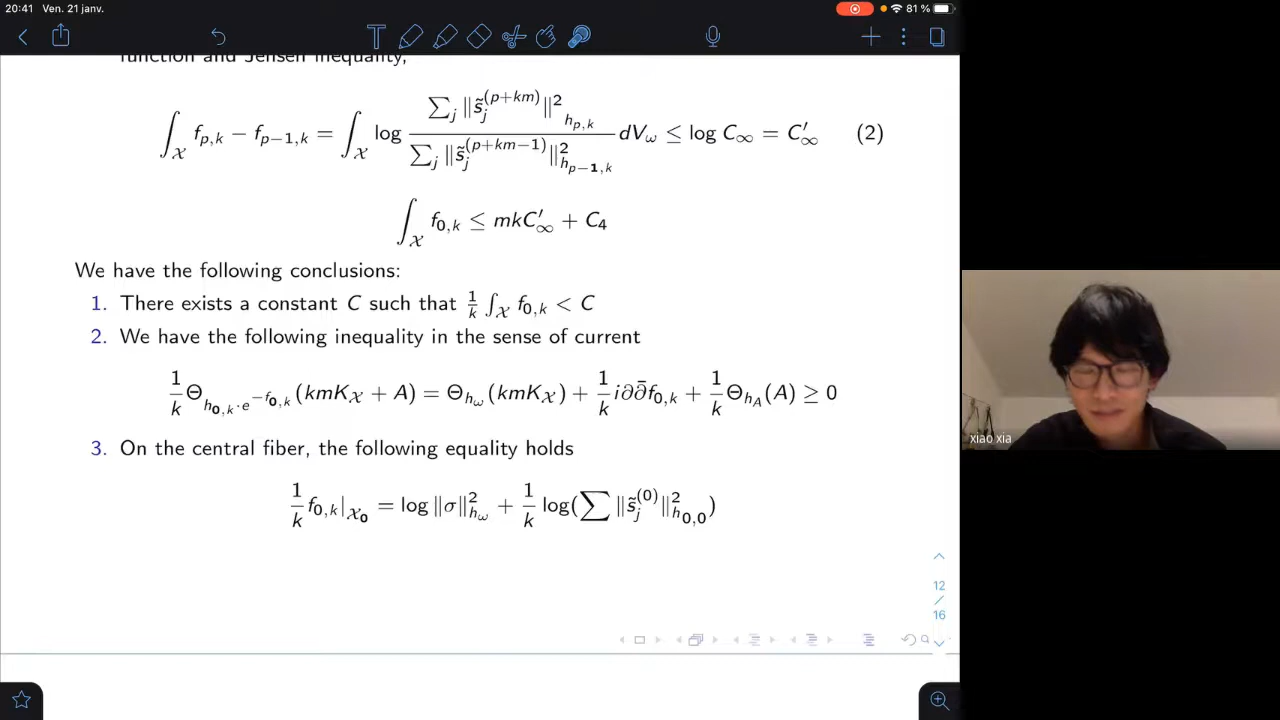 20:41 Ven. 21 janv.
81 %
function and Jensen inequality,
∫_𝒳 f_{p,k} − f_{p−1,k} = ∫_𝒳 log (∑_j ‖s̃_j^{(p+km)}‖²_{h_{p,k}}) / (∑_j ‖s̃_j^{(p+km−1)}‖²_{h_{p−1,k}}) dV_ω ≤ log C_∞ = C′_∞ (2)
∫_𝒳 f_{0,k} ≤ mkC′_∞ + C_4
We have the following conclusions:
1. There exists a constant C such that 1/k ∫_𝒳 f_{0,k} < C
2. We have the following inequality in the sense of current
1/k Θ_{h_{0,k}·e^{−f_{0,k}}}(kmK_𝒳 + A) = Θ_{h_ω}(kmK_𝒳) + 1/k i∂∂̄f_{0,k} + 1/k Θ_{h_A}(A) ≥ 0
3. On the central fiber, the following equality holds
1/k f_{0,k}|_{𝒳_0} = log ‖σ‖²_{h_ω} + 1/k log(∑ ‖s̃_j^{(0)}‖²_{h_{0,0}})
12
/
16
xiao xia